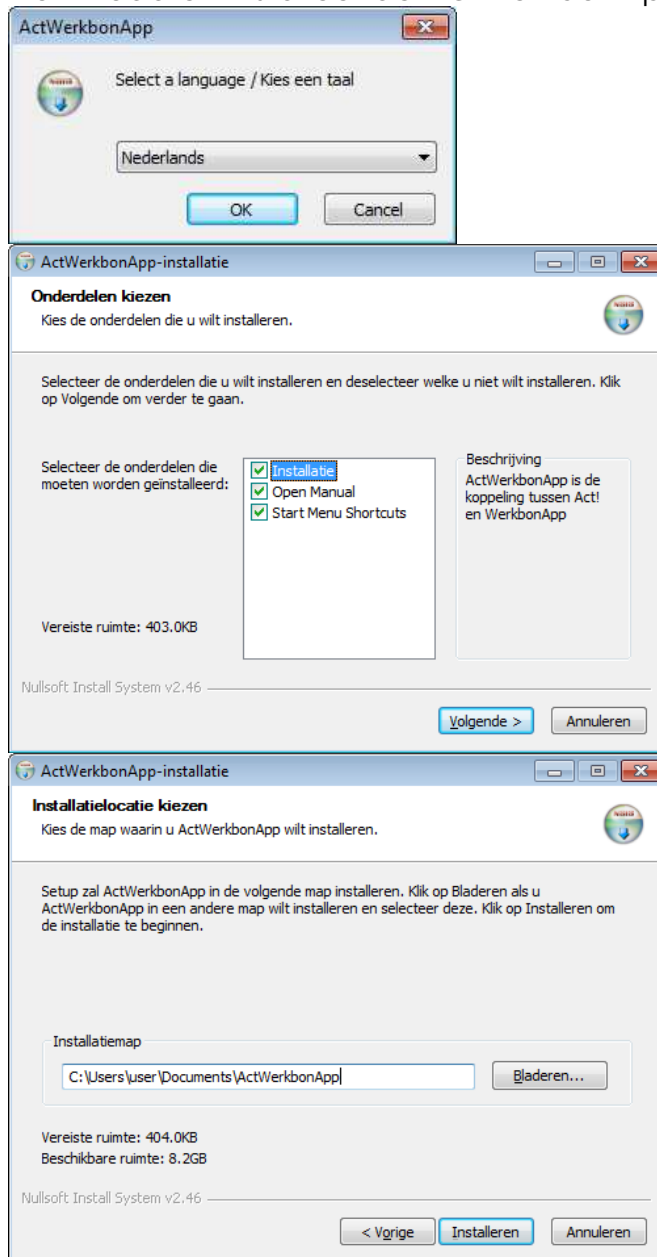 ActWerkbonApp
Select a language / Kies een taal
Nederlands
OK Cancel
ActWerkbonApp-installatie
Onderdelen kiezen
Kies de onderdelen die u wilt installeren.
Selecteer de onderdelen die u wilt installeren en deselecteer welke u niet wilt installeren. Klik
op Volgende om verder te gaan.
Selecteer de onderdelen die
moeten worden geïnstalleerd:
Installatie
Open Manual
Start Menu Shortcuts
Beschrijving
ActWerkbonApp is de
koppeling tussen Act!
en WerkbonApp
Vereiste ruimte: 403.0KB
Nullsoft Install System v2.46
Volgende > Annuleren
ActWerkbonApp-installatie
Installatielocatie kiezen
Kies de map waarin u ActWerkbonApp wilt installeren.
Setup zal ActWerkbonApp in de volgende map installeren. Klik op Bladeren als u
ActWerkbonApp in een andere map wilt installeren en selecteer deze. Klik op Installeren om
de installatie te beginnen.
Installatiemap
C:\Users\user\Documents\ActWerkbonApp
Bladeren...
Vereiste ruimte: 404.0KB
Beschikbare ruimte: 8.2GB
Nullsoft Install System v2.46
< Vorige Installeren Annuleren